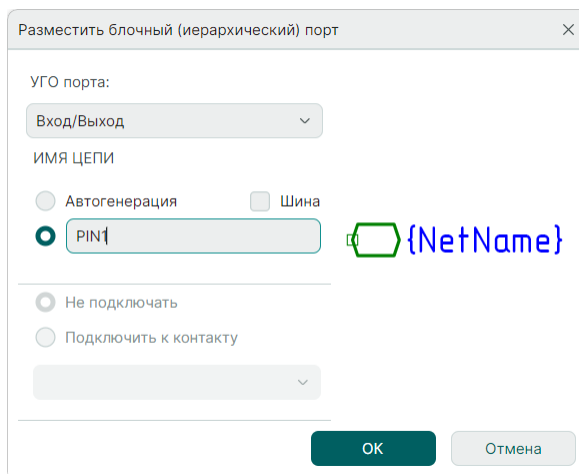 Разместить блочный (иерархический) порт
УГО порта:
Вход/Выход
ИМЯ ЦЕПИ
Автогенерация
Шина
PIN1
{NetName}
Не подключать
Подключить к контакту
ОК
Отмена